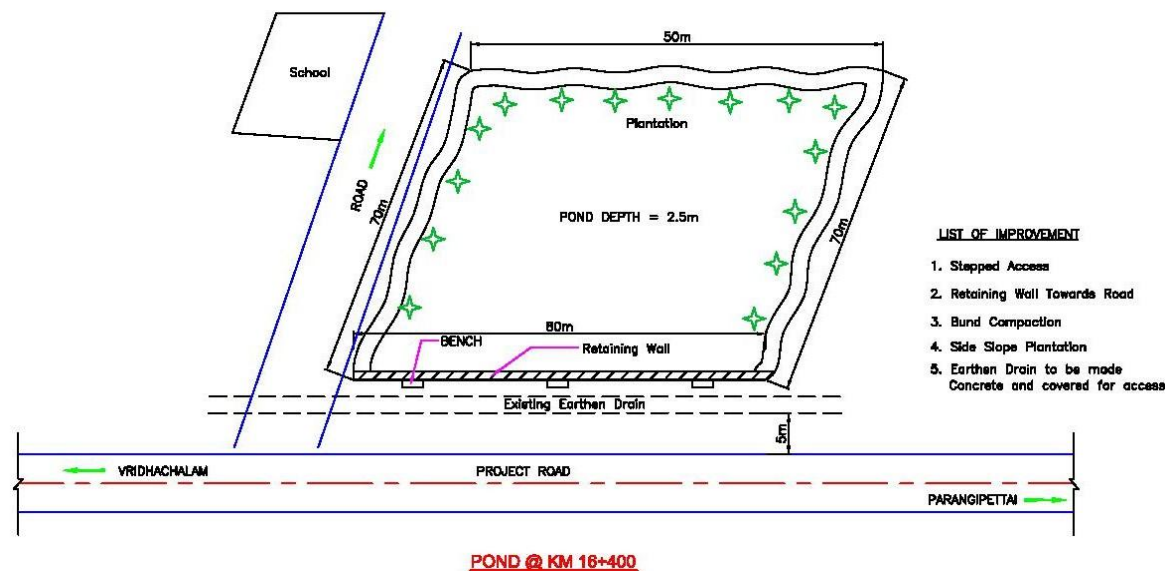 50m
School
Plantation
ROAD
70m
POND DEPTH = 2.5m
70m
LIST OF IMPROVEMENT
1. Stepped Access
2. Retaining Wall Towards Road
3. Bund Compaction
4. Side Slope Plantation
5. Earthen Drain to be made
Concrete and covered for access
80m
BENCH
Retaining Wall
Existing Earthen Drain
5m
VRIDHACHALAM
PROJECT ROAD
PARANGIPETTAI
POND @ KM 16+400